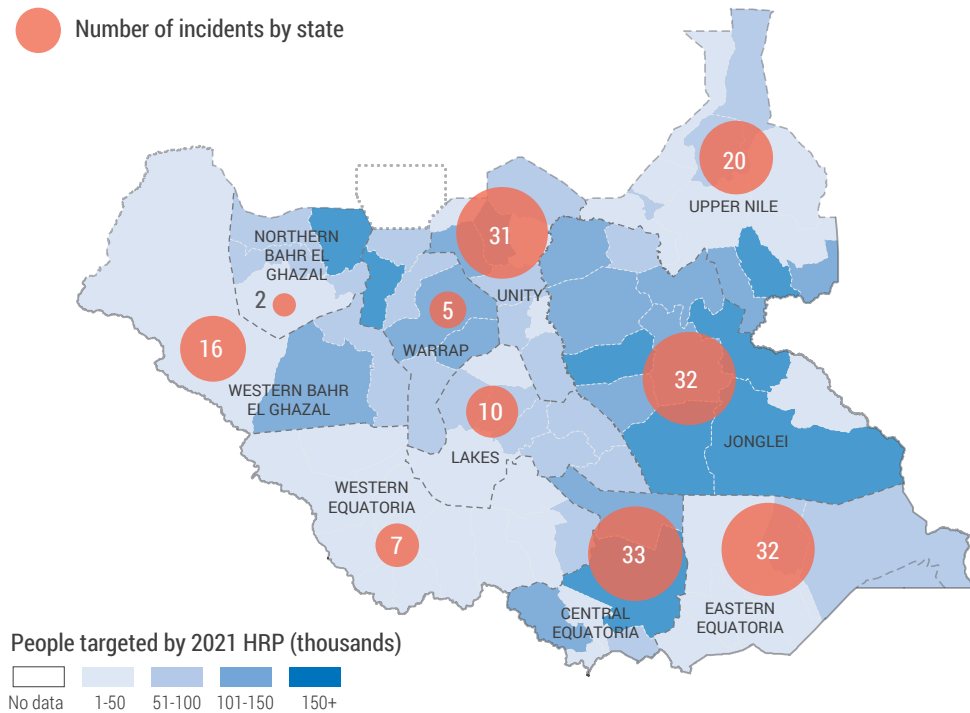 Number of incidents by state
20
UPPER NILE
31
UNITY
NORTHERN
BAHR EL
GHAZAL
2
5
WARRAP
16
WESTERN BAHR
EL GHAZAL
32
JONGLEI
10
LAKES
WESTERN
EQUATORIA
7
33
CENTRAL
EQUATORIA
32
EASTERN
EQUATORIA
People targeted by 2021 HRP (thousands)
No data 1-50 51-100 101-150 150+